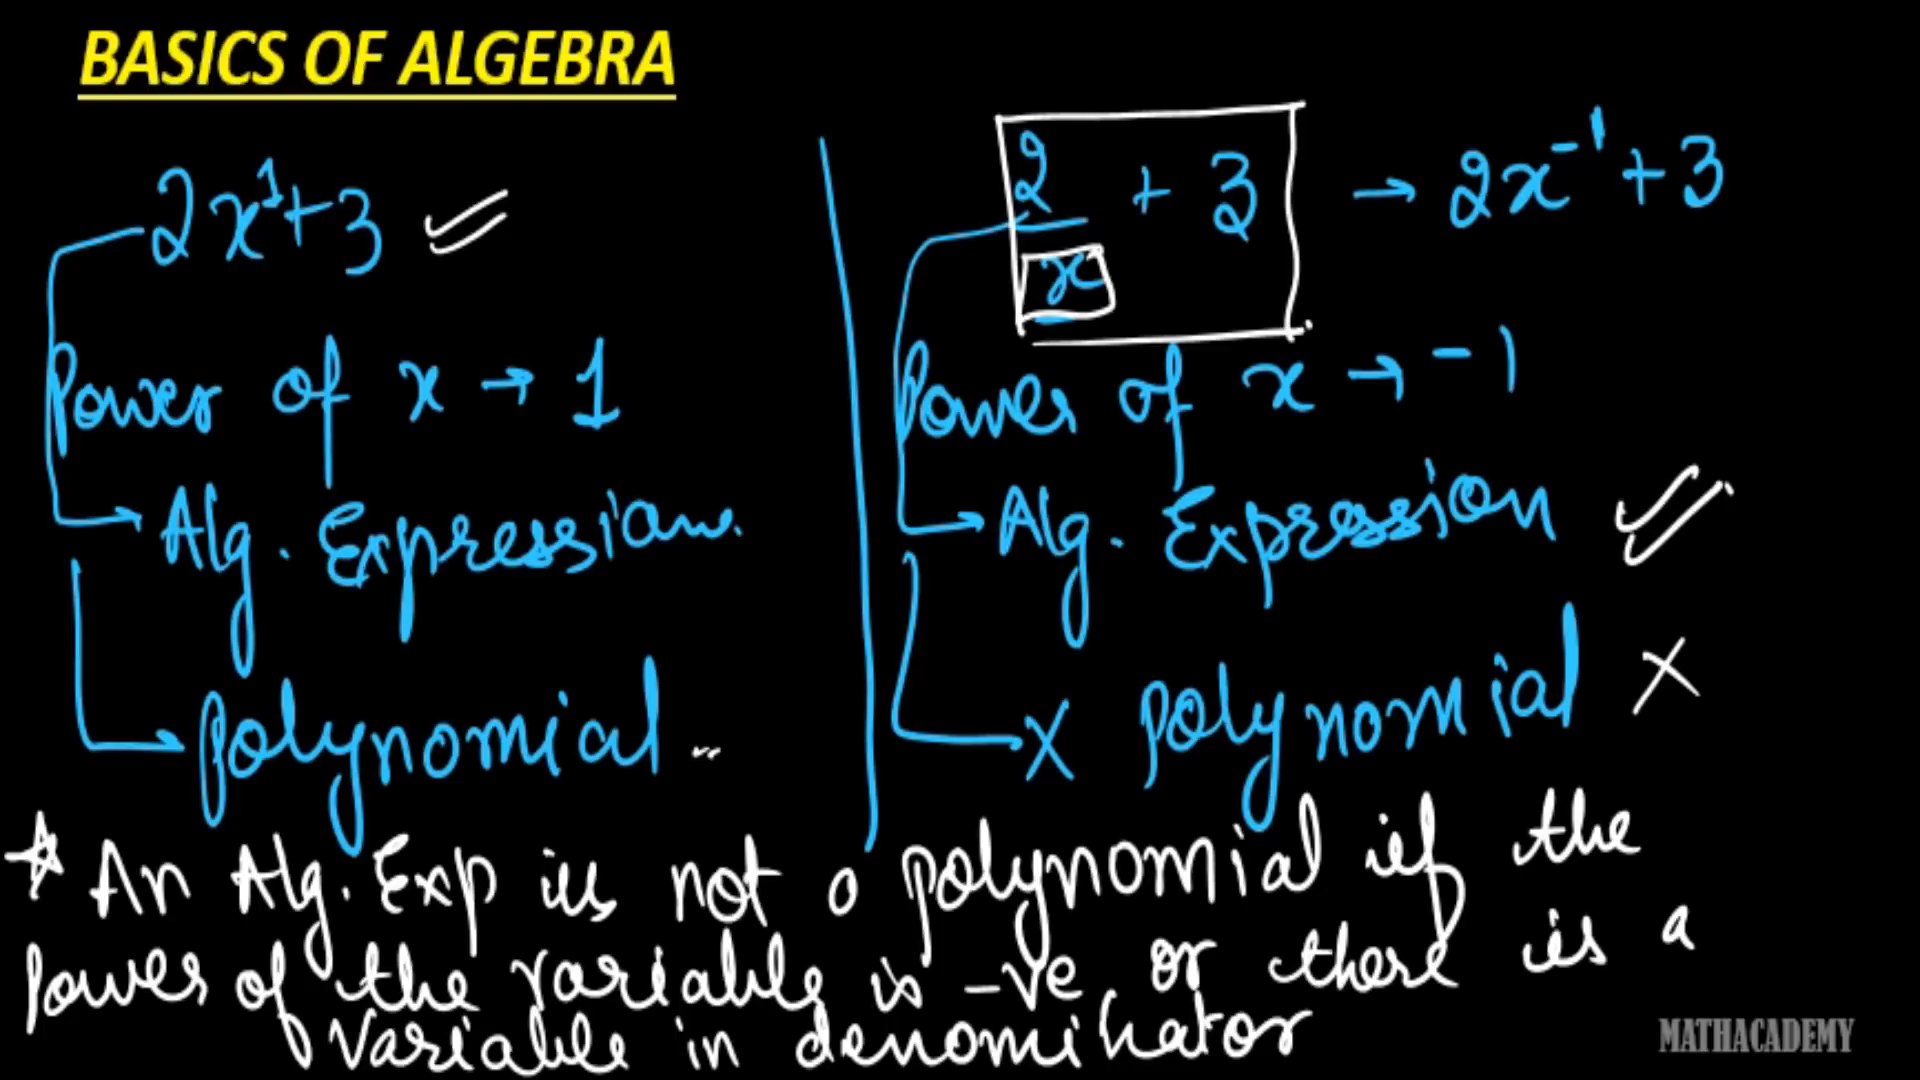 BASICS OF ALGEBRA
2x¹+3
Power of x → 1
Alg. Expression.
Polynomial
2/x + 3 → 2x⁻¹+3
Power of x → -1
Alg. Expression
X Polynomial X
An Alg. Exp is not a polynomial if the
Power of the variable is -ve or there is a
variable in denominator
MATHACADEMY